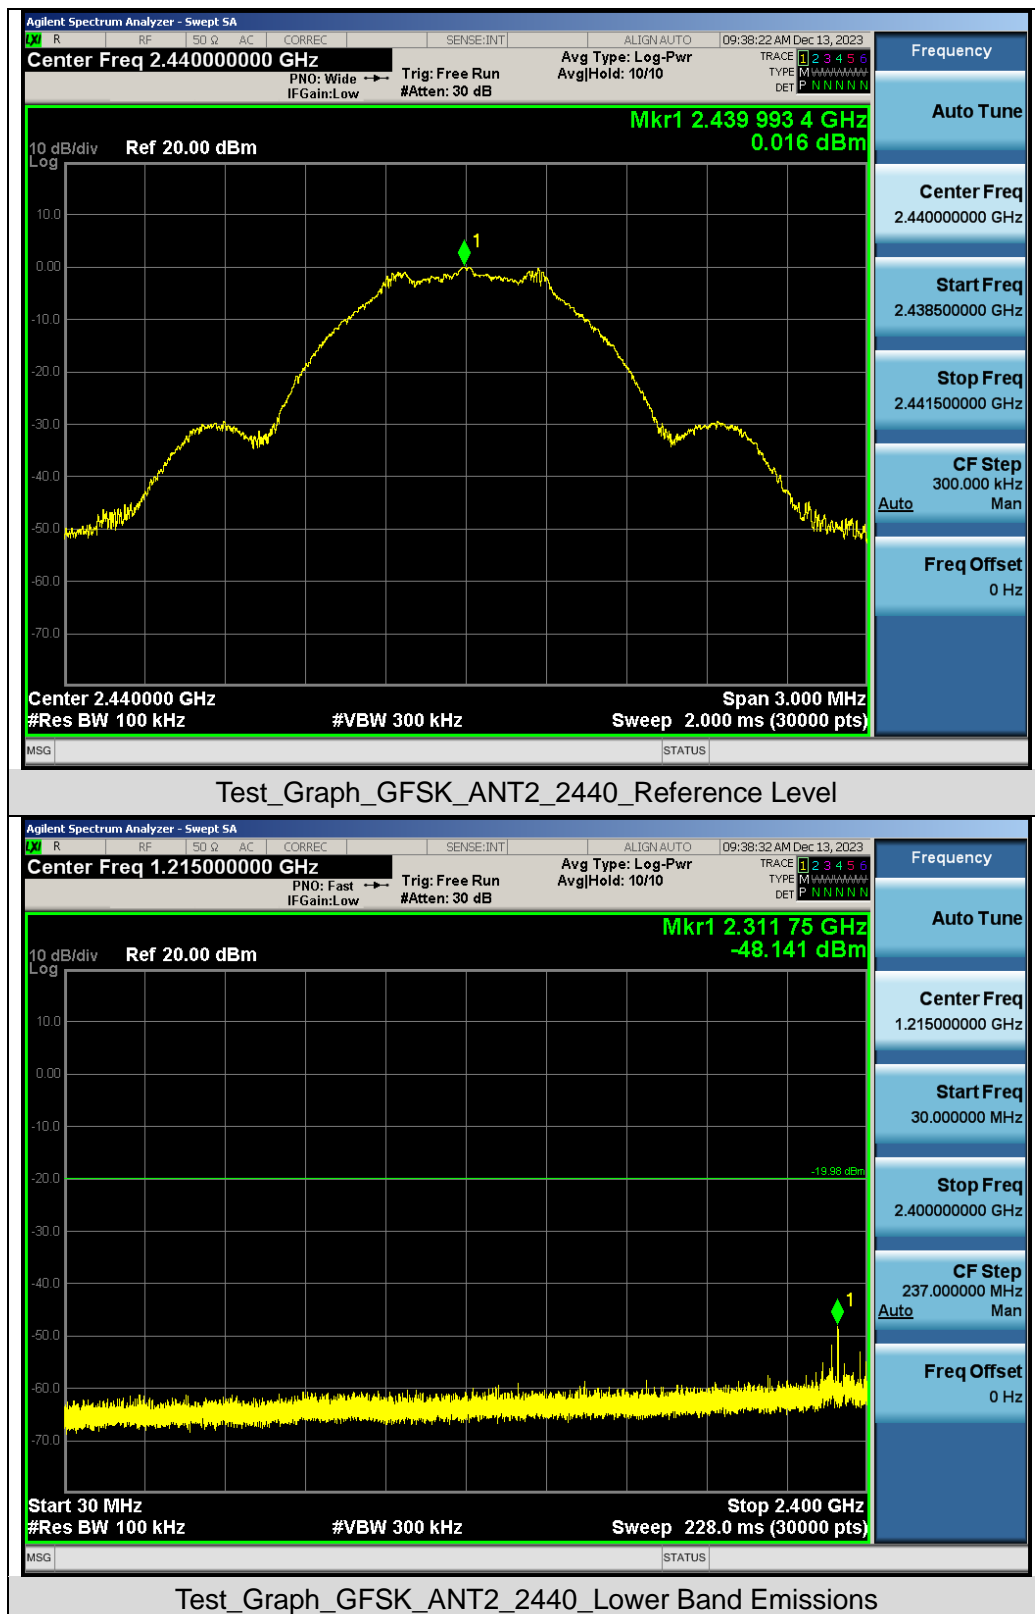 Agilent Spectrum Analyzer - Swept SA
LXI R RF 50 Ω AC CORREC SENSE:INT ALIGN AUTO 09:38:22 AM Dec 13, 2023
Center Freq 2.440000000 GHz
PNO: Wide
IFGain:Low
Trig: Free Run
#Atten: 30 dB
Avg Type: Log-Pwr
Avg|Hold: 10/10
TRACE 1 2 3 4 5 6
TYPE M WWWWW
DET P N N N N N
Mkr1 2.439 993 4 GHz
0.016 dBm
10 dB/div Ref 20.00 dBm
Log
10.0
1
0.00
-10.0
-20.0
-30.0
-40.0
-50.0
-60.0
-70.0
Center 2.440000 GHz Span 3.000 MHz
#Res BW 100 kHz #VBW 300 kHz Sweep 2.000 ms (30000 pts)
MSG STATUS
Frequency
Auto Tune
Center Freq
2.440000000 GHz
Start Freq
2.438500000 GHz
Stop Freq
2.441500000 GHz
CF Step
300.000 kHz
Auto Man
Freq Offset
0 Hz
Test_Graph_GFSK_ANT2_2440_Reference Level
Agilent Spectrum Analyzer - Swept SA
LXI R RF 50 Ω AC CORREC SENSE:INT ALIGN AUTO 09:38:32 AM Dec 13, 2023
Center Freq 1.215000000 GHz
PNO: Fast
IFGain:Low
Trig: Free Run
#Atten: 30 dB
Avg Type: Log-Pwr
Avg|Hold: 10/10
TRACE 1 2 3 4 5 6
TYPE M WWWWW
DET P N N N N N
Mkr1 2.311 75 GHz
-48.141 dBm
10 dB/div Ref 20.00 dBm
Log
10.0
0.00
-10.0
-19.98 dBm
-20.0
-30.0
-40.0
1
-50.0
-60.0
-70.0
Start 30 MHz Stop 2.400 GHz
#Res BW 100 kHz #VBW 300 kHz Sweep 228.0 ms (30000 pts)
MSG STATUS
Frequency
Auto Tune
Center Freq
1.215000000 GHz
Start Freq
30.000000 MHz
Stop Freq
2.400000000 GHz
CF Step
237.000000 MHz
Auto Man
Freq Offset
0 Hz
Test_Graph_GFSK_ANT2_2440_Lower Band Emissions